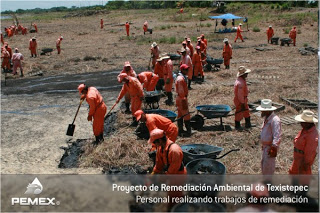 Proyecto de Remediación Ambiental de Texistepec
Personal realizando trabajos de remediación
PEMEX